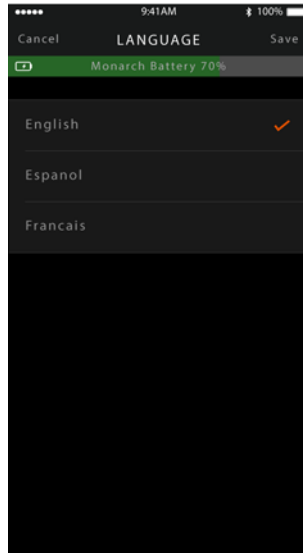 9:41AM 100%
Cancel LANGUAGE Save
Monarch Battery 70%
English
Espanol
Francais